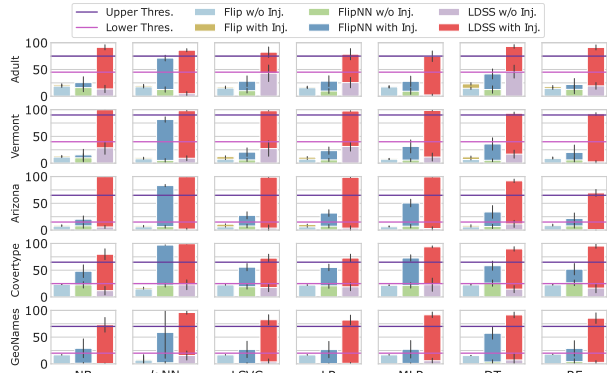 Upper Thres. Flip w/o Inj. FlipNN w/o Inj. LDSS w/o Inj.
Lower Thres. Flip with Inj. FlipNN with Inj. LDSS with Inj.
100
Adult
50
0
100
Vermont
50
0
100
Arizona
50
0
100
Covertype
50
0
100
GeoNames
50
0